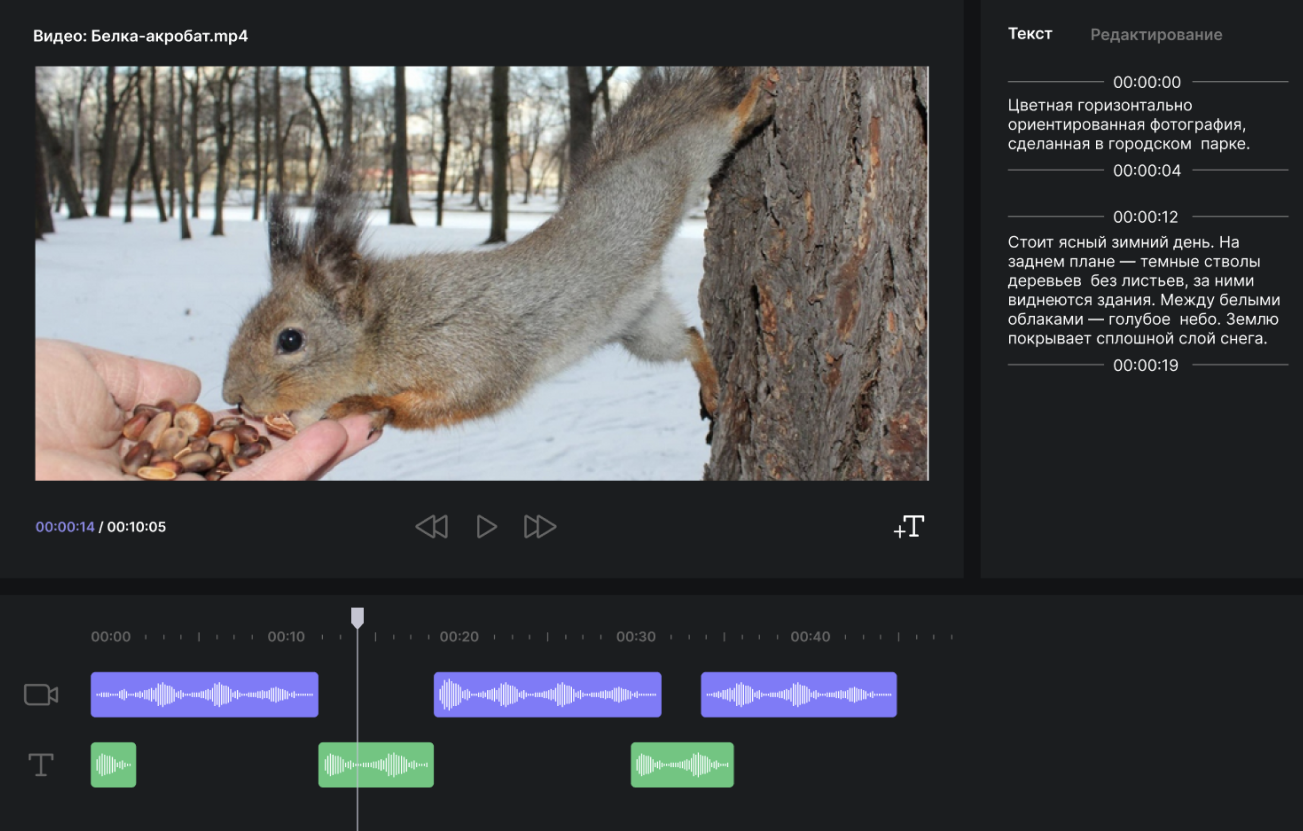 Видео: Белка-акробат.mp4
00:00:14 / 00:10:05
+T
Текст
Редактирование
00:00:00
Цветная горизонтально
ориентированная фотография,
сделанная в городском парке.
00:00:04
00:00:12
Стоит ясный зимний день. На
заднем плане — темные стволы
деревьев без листьев, за ними
виднеются здания. Между белыми
облаками — голубое небо. Землю
покрывает сплошной слой снега.
00:00:19
00:00
00:10
00:20
00:30
00:40
T